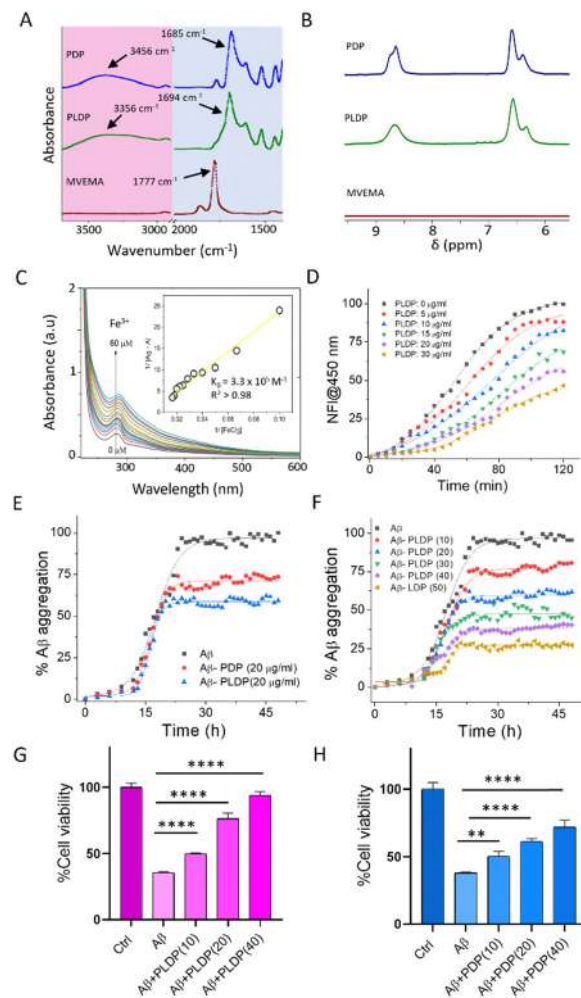 A
1685 cm⁻¹
PDP
3456 cm⁻¹
1694 cm⁻¹
PLDP
3356 cm⁻¹
MVEMA
1777 cm⁻¹
Absorbance
3500
3000
2000
1500
Wavenumber (cm⁻¹)
B
PDP
PLDP
MVEMA
9
8
7
6
δ (ppm)
C
Absorbance (a.u
Fe³⁺
60 μM
0 μM
K_b = 3.3 x 10⁵ M⁻¹
R² > 0.98
0
1
2
300
400
500
600
Wavelength (nm)
D
PLDP: 0 μg/ml
PLDP: 5 μg/ml
PLDP: 10 μg/ml
PLDP: 15 μg/ml
PLDP: 20 μg/ml
PLDP: 30 μg/ml
NFI@450 nm
100
75
50
25
0
0
40
80
120
Time (min)
E
% Aβ aggregation
100
75
50
25
0
Aβ
Aβ- PDP (20 μg/ml)
Aβ- PLDP(20 μg/ml)
0
15
30
45
Time (h)
F
% Aβ aggregation
100
75
50
25
0
Aβ
Aβ- PLDP (10)
Aβ- PLDP (20)
Aβ- PLDP (30)
Aβ- PLDP (40)
Aβ- LDP (50)
0
15
30
45
Time (h)
G
%Cell viability
100
50
0
****
****
****
Ctrl
Aβ
Aβ+PLDP(10)
Aβ+PLDP(20)
Aβ+PLDP(40)
H
%Cell viability
100
50
0
****
****
**
Ctrl
Aβ
Aβ+PDP(10)
Aβ+PDP(20)
Aβ+PDP(40)